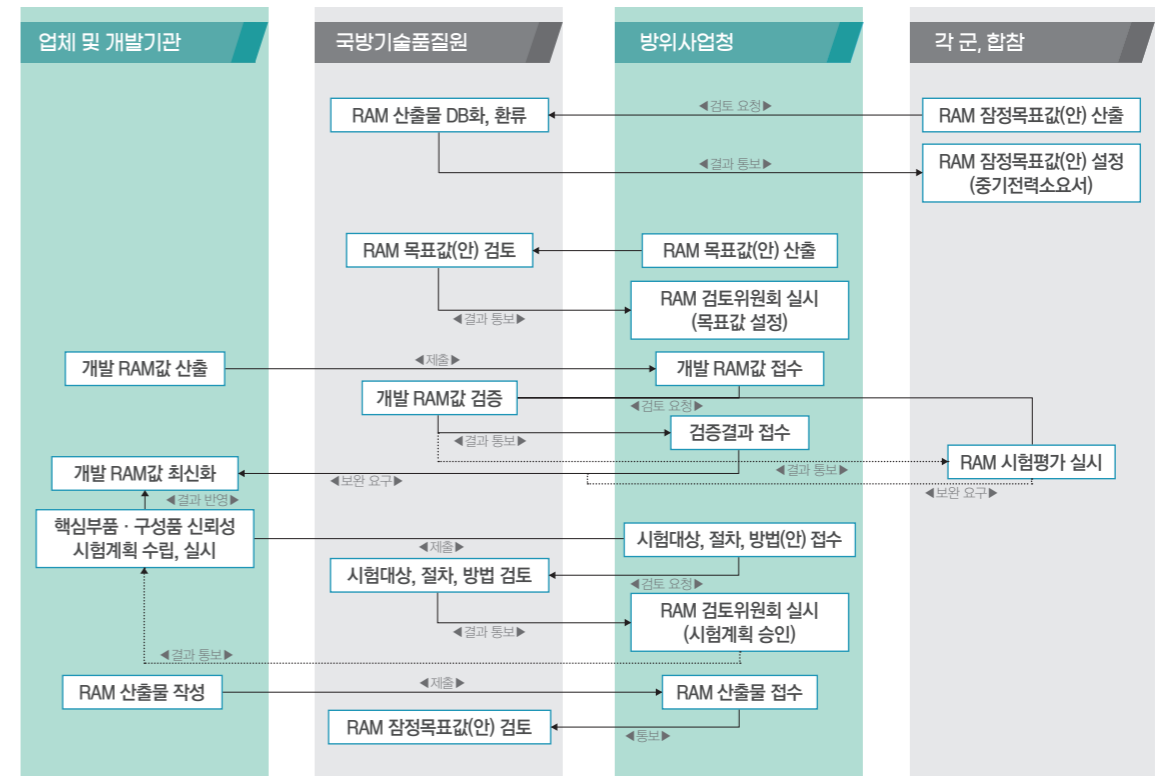 업체 및 개발기관
국방기술품질원
방위사업청
각 군, 합참
◀검토 요청▶
RAM 산출물 DB화, 환류
RAM 잠정목표값(안) 산출
◀결과 통보▶
RAM 잠정목표값(안) 설정
(중기전력소요서)
RAM 목표값(안) 검토
RAM 목표값(안) 산출
RAM 검토위원회 실시
(목표값 설정)
◀결과 통보▶
개발 RAM값 산출
◀제출▶
개발 RAM값 접수
개발 RAM값 검증
◀검토 요청▶
검증결과 접수
◀결과 통보▶
RAM 시험평가 실시
◀결과 통보▶
개발 RAM값 최신화
◀보완 요구▶
◀보완 요구▶
◀결과 반영▶
핵심부품 · 구성품 신뢰성
시험계획 수립, 실시
◀제출▶
시험대상, 절차, 방법(안) 접수
시험대상, 절차, 방법 검토
◀검토 요청▶
RAM 검토위원회 실시
(시험계획 승인)
◀결과 통보▶
◀결과 통보▶
RAM 산출물 작성
◀제출▶
RAM 산출물 접수
RAM 잠정목표값(안) 검토
◀통보▶